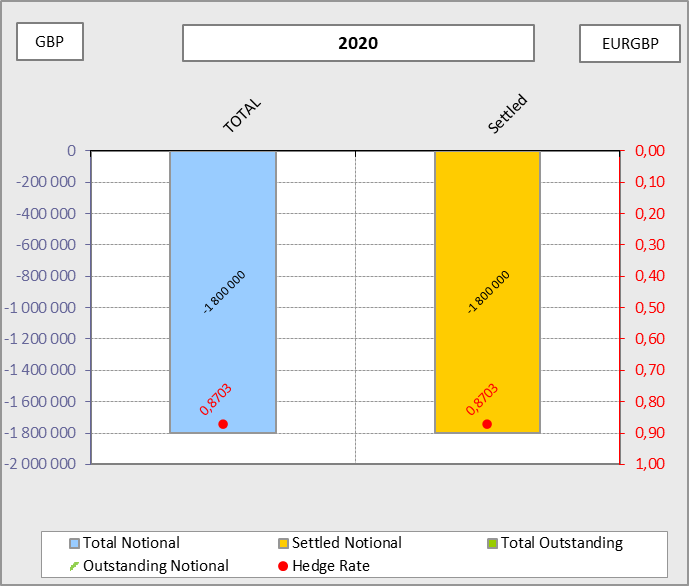 GBP
2020
EURGBP
TOTAL
Settled
0
-200 000
-400 000
-600 000
-800 000
-1 000 000
-1 200 000
-1 400 000
-1 600 000
-1 800 000
-2 000 000
-1 800 000
0,8703
-1 800 000
0,8703
0,00
0,10
0,20
0,30
0,40
0,50
0,60
0,70
0,80
0,90
1,00
Total Notional
Settled Notional
Total Outstanding
Outstanding Notional
Hedge Rate